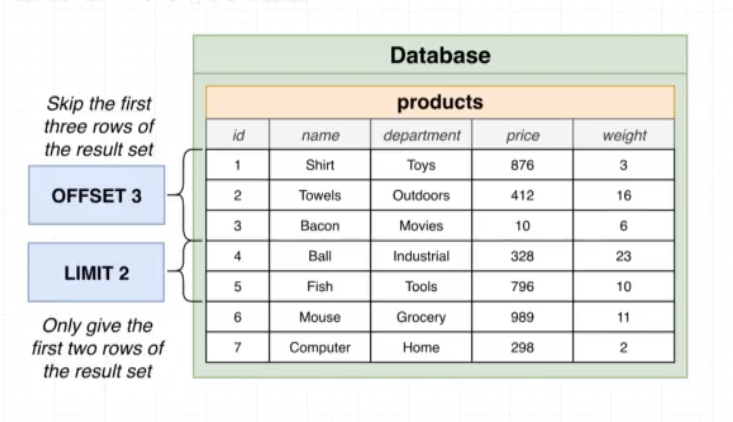 Database
products
id name department price weight
1 Shirt Toys 876 3
2 Towels Outdoors 412 16
3 Bacon Movies 10 6
4 Ball Industrial 328 23
5 Fish Tools 796 10
6 Mouse Grocery 989 11
7 Computer Home 298 2
Skip the first
three rows of
the result set
OFFSET 3
LIMIT 2
Only give the
first two rows of
the result set